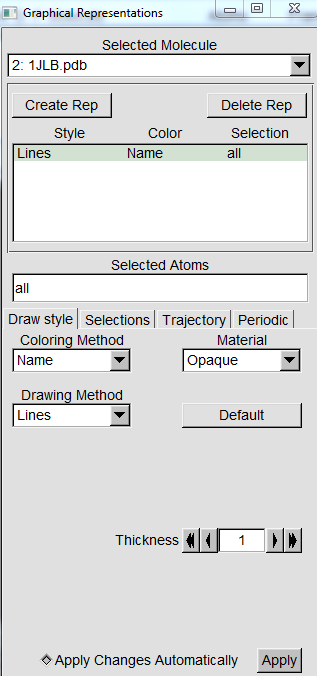 Graphical Representations
Selected Molecule
2: 1JLB.pdb
Create Rep Delete Rep
Style Color Selection
Lines Name all
Selected Atoms
all
Draw style Selections Trajectory Periodic
Coloring Method Material
Name Opaque
Drawing Method
Lines Default
Thickness 1
Apply Changes Automatically Apply